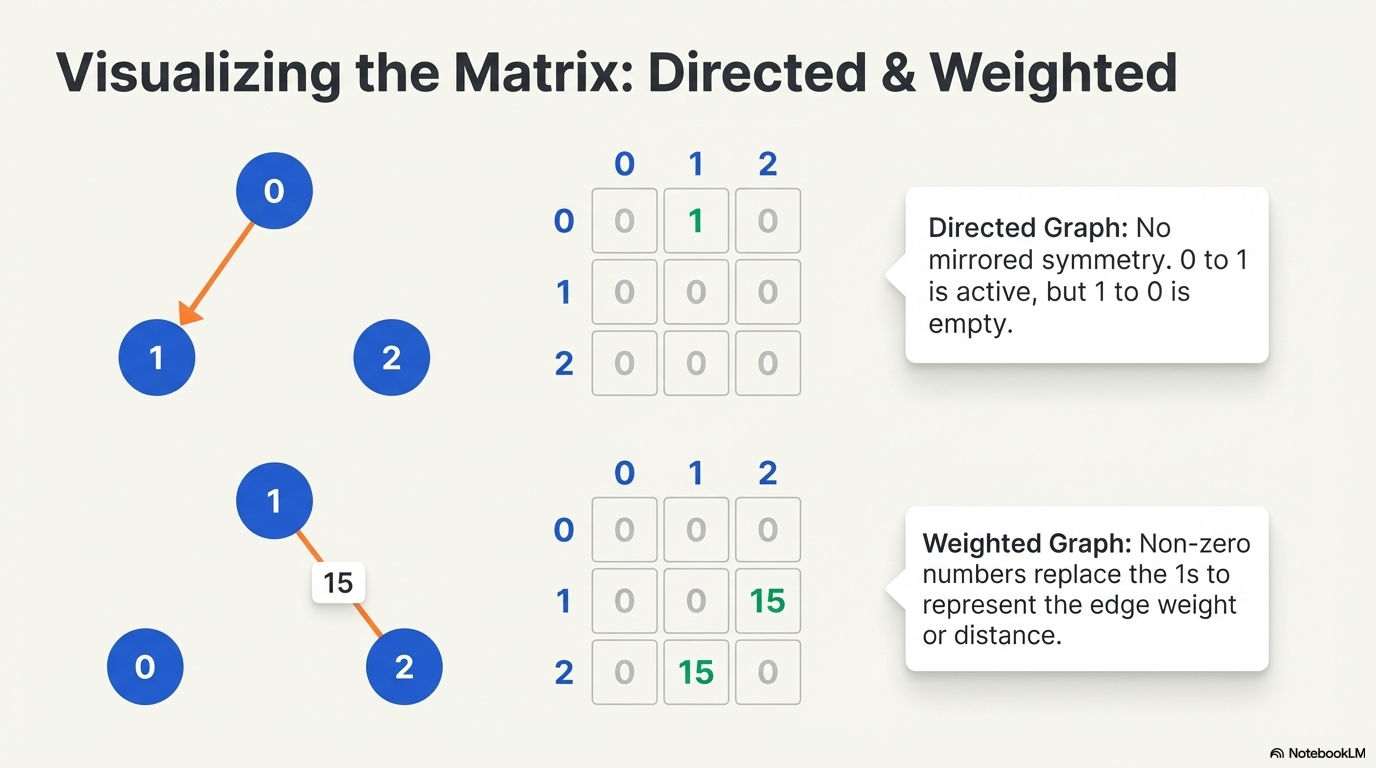 Visualizing the Matrix: Directed & Weighted
0
1
2
0 1 2
0 0 1 0
1 0 0 0
2 0 0 0
Directed Graph: No
mirrored symmetry. 0 to 1
is active, but 1 to 0 is
empty.
1
15
0
2
0 1 2
0 0 0 0
1 0 0 15
2 0 15 0
Weighted Graph: Non-zero
numbers replace the 1s to
represent the edge weight
or distance.
NotebookLM